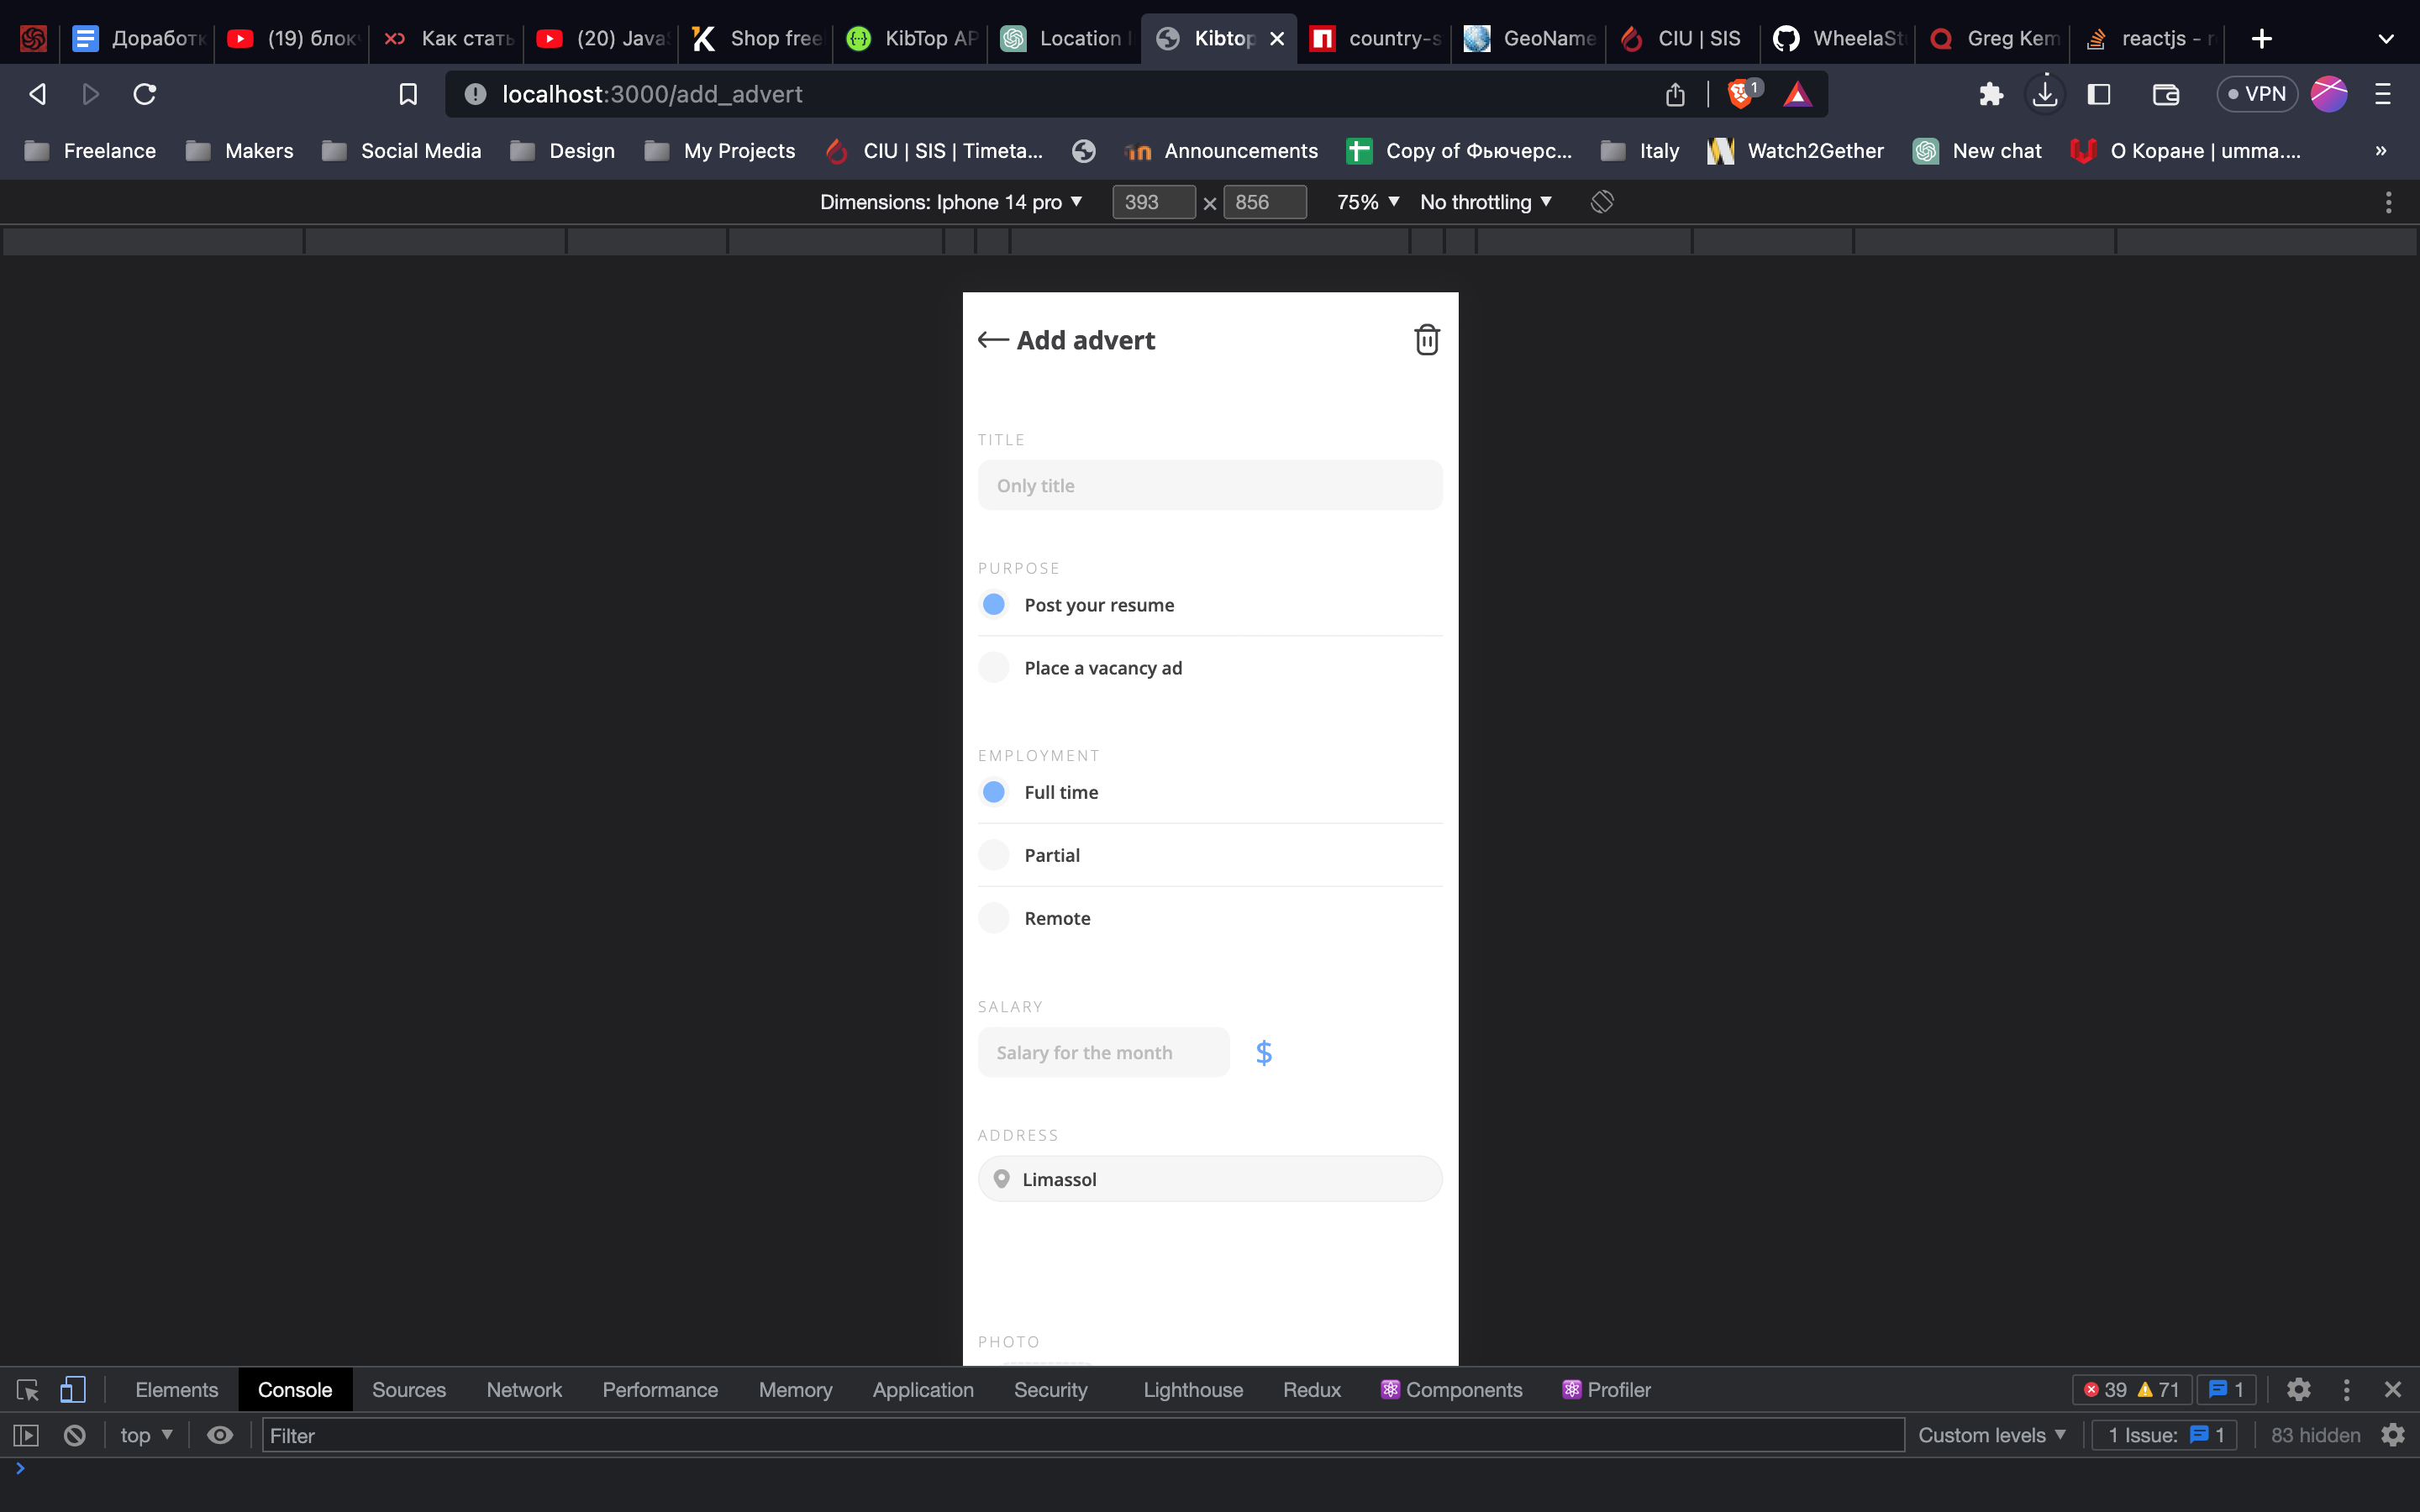 Доработк
(19) блок
Как стать
(20) Java
Shop free
KibTop AP
Location
Kibtop
country-s
GeoName
CIU | SIS
WheelaSt
Greg Kem
reactjs - r
localhost:3000/add_advert
1
VPN
Freelance
Makers
Social Media
Design
My Projects
CIU | SIS | Timeta...
Announcements
Copy of Фьючерс...
Italy
Watch2Gether
New chat
О Коране | umma....
»
Dimensions: Iphone 14 pro
393
×
856
75%
No throttling
Add advert
TITLE
Only title
PURPOSE
Post your resume
Place a vacancy ad
EMPLOYMENT
Full time
Partial
Remote
SALARY
Salary for the month
$
ADDRESS
Limassol
PHOTO
Elements
Console
Sources
Network
Performance
Memory
Application
Security
Lighthouse
Redux
Components
Profiler
39
71
1
top
Filter
Custom levels
1 Issue:
1
83 hidden